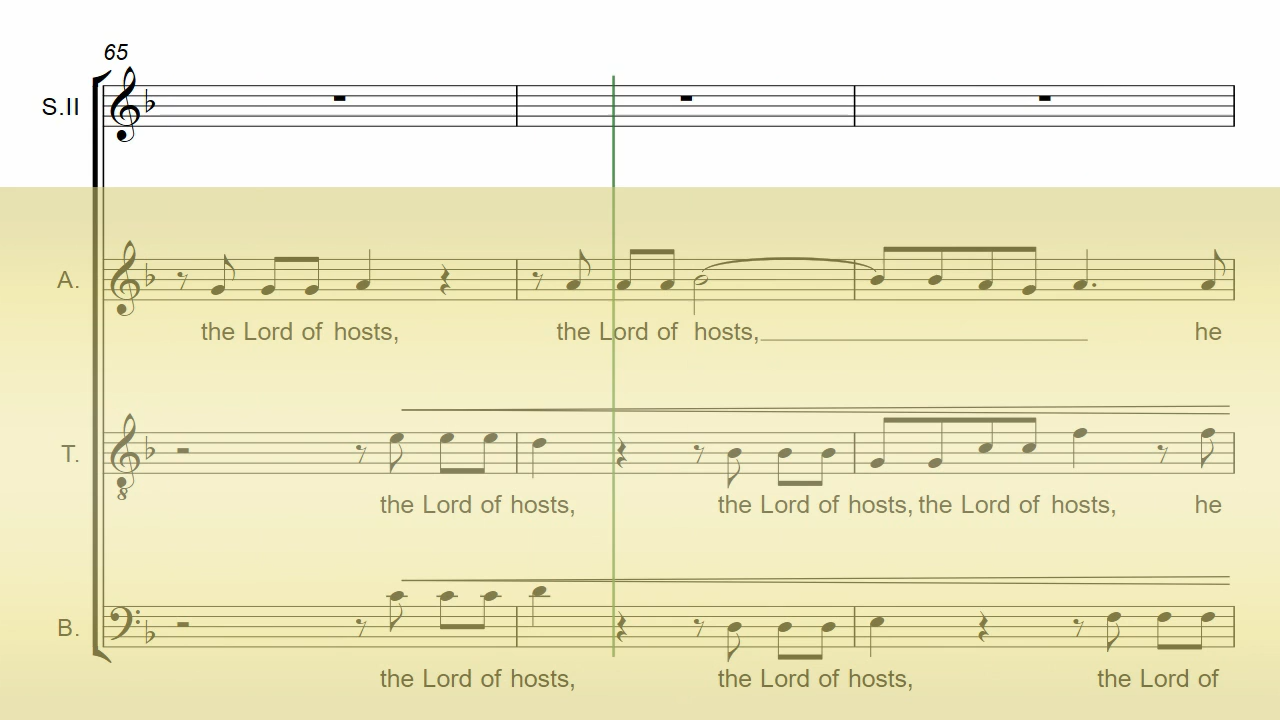 65
S.II
A.
the Lord of hosts, the Lord of hosts, he
T.
8
the Lord of hosts, the Lord of hosts, the Lord of hosts, he
B.
the Lord of hosts, the Lord of hosts, the Lord of